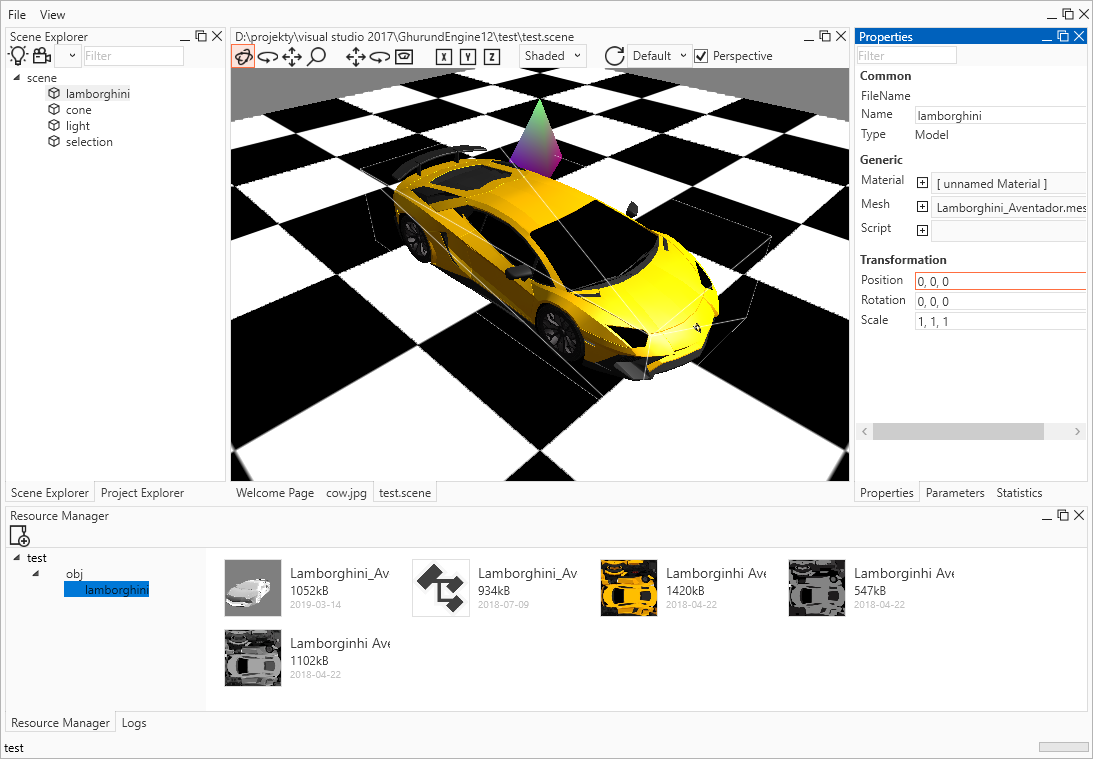 File View
Scene Explorer
Filter
scene
lamborghini
cone
light
selection
Scene Explorer Project Explorer
D:\projekty\visual studio 2017\GhurundEngine12\test\test.scene
X Y Z Shaded Default Perspective
Welcome Page cow.jpg test.scene
Properties
Filter
Common
FileName
Name lamborghini
Type Model
Generic
Material [ unnamed Material ]
Mesh Lamborghini_Aventador.mes
Script
Transformation
Position 0, 0, 0
Rotation 0, 0, 0
Scale 1, 1, 1
Properties Parameters Statistics
Resource Manager
test
obj
lamborghini
Lamborghini_Av
1052kB
2019-03-14
Lamborghini_Av
934kB
2018-07-09
Lamborginhi Ave
1420kB
2018-04-22
Lamborginhi Ave
547kB
2018-04-22
Lamborginhi Ave
1102kB
2018-04-22
Resource Manager Logs
test